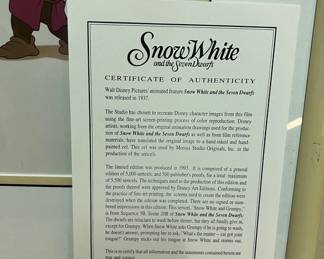 Snow White
and the Seven Dwarfs
CERTIFICATE OF AUTHENTICITY
Walt Disney Pictures' animated feature Snow White and the Seven Dwarfs
was released in 1937.
The Studio has chosen to recreate Disney character images from this film
using the fine-art screen-printing process of color reproduction. Disney
artists, working from the original animation drawings used for the produc-
tion of Snow White and the Seven Dwarfs as well as from film reference
materials, have translated the original image to a hand-inked and hand-
painted cel. This cel was used by Monson Studio Originals, Inc. in the
production of the sericels.
The limited edition was produced in 1993. It is comprised of a general
edition of 5,000 sericels, and 500 publisher's proofs, for a total maximum
of 5,500 sericels. The techniques used in the production of this edition and
the proofs thereof were approved by Disney Art Editions. Conforming to
the practice of fine art printing, the screens used to create the edition were
destroyed when the edition was completed. There are no signed or num-
bered impressions in this edition. This sericel, "Snow White and Grumpy,"
is from Sequence 5B, Scene 20B of Snow White and the Seven Dwarfs.
The dwarfs are reluctant to wash before dinner, but they all finally give in,
except for Grumpy. When Snow White asks Grumpy if he is going to wash,
he doesn't answer, prompting her to ask, "What's the matter - cat got your
tongue?" Grumpy sticks out his tongue at Snow White and storms out.
This is to certify that all information and the statements contained herein are
true and correct.